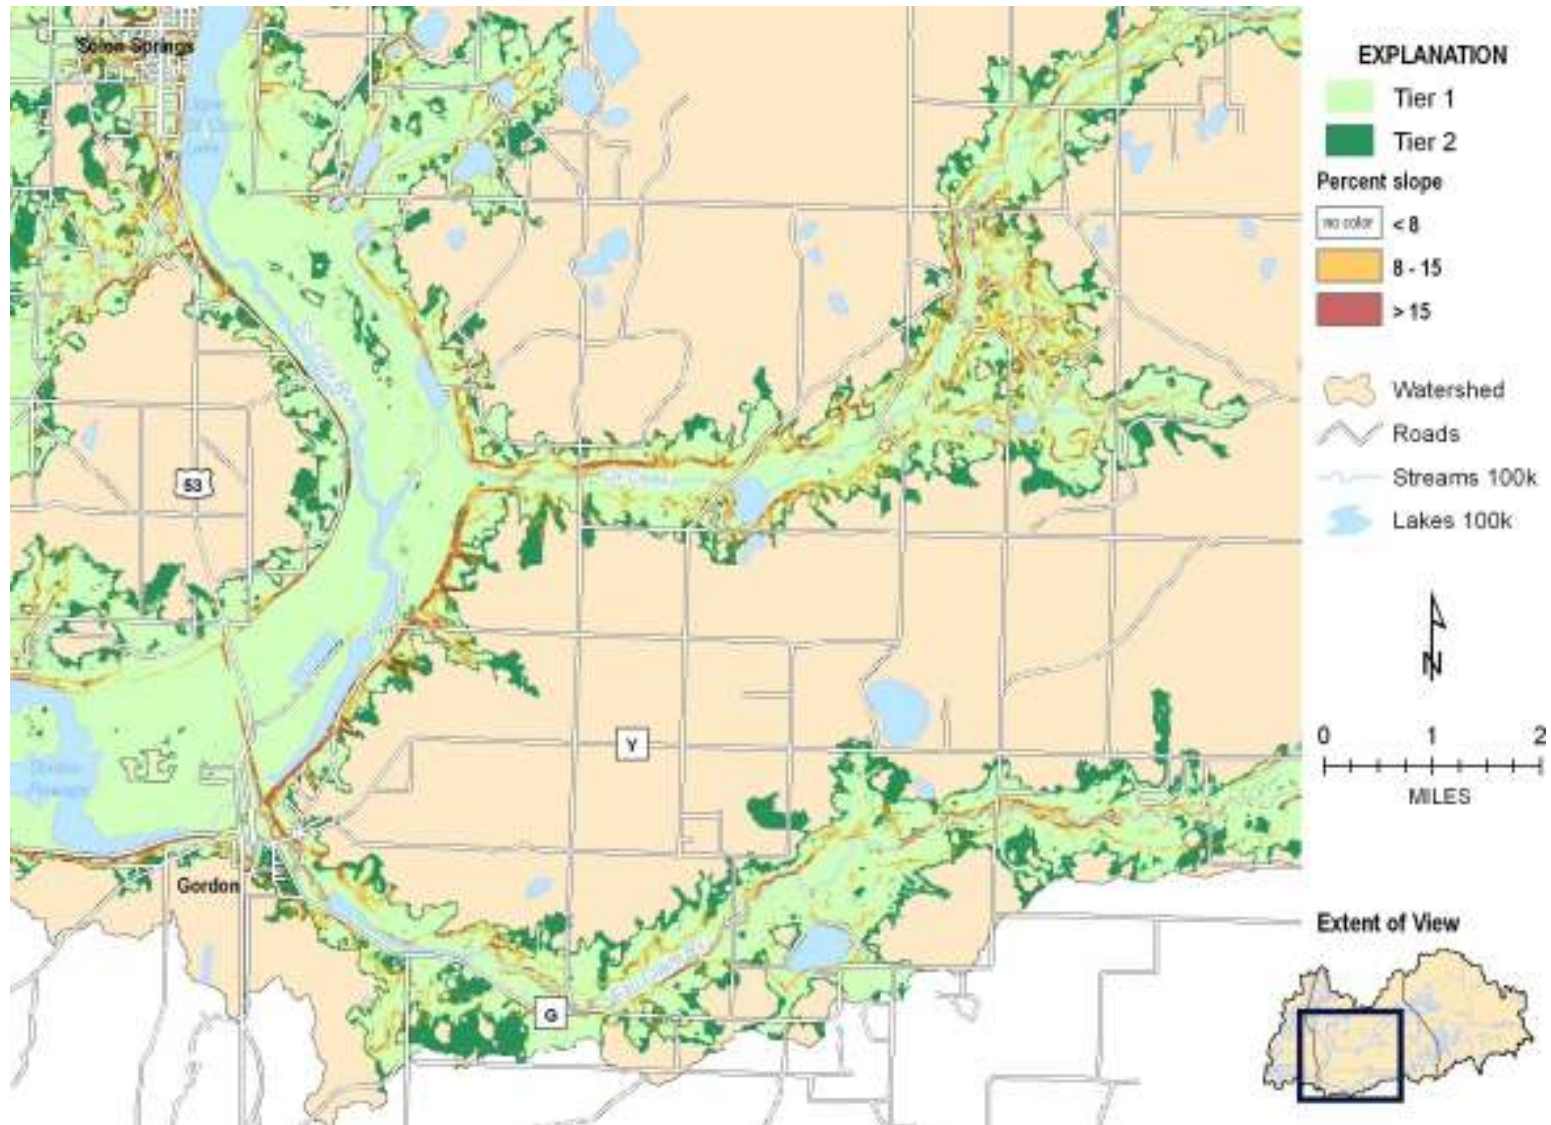 Solon Springs
53
Y
Gordon
G
EXPLANATION
Tier 1
Tier 2
Percent slope
no color
< 8
8 - 15
> 15
Watershed
Roads
Streams 100k
Lakes 100k
N
0 1 2
MILES
Extent of View